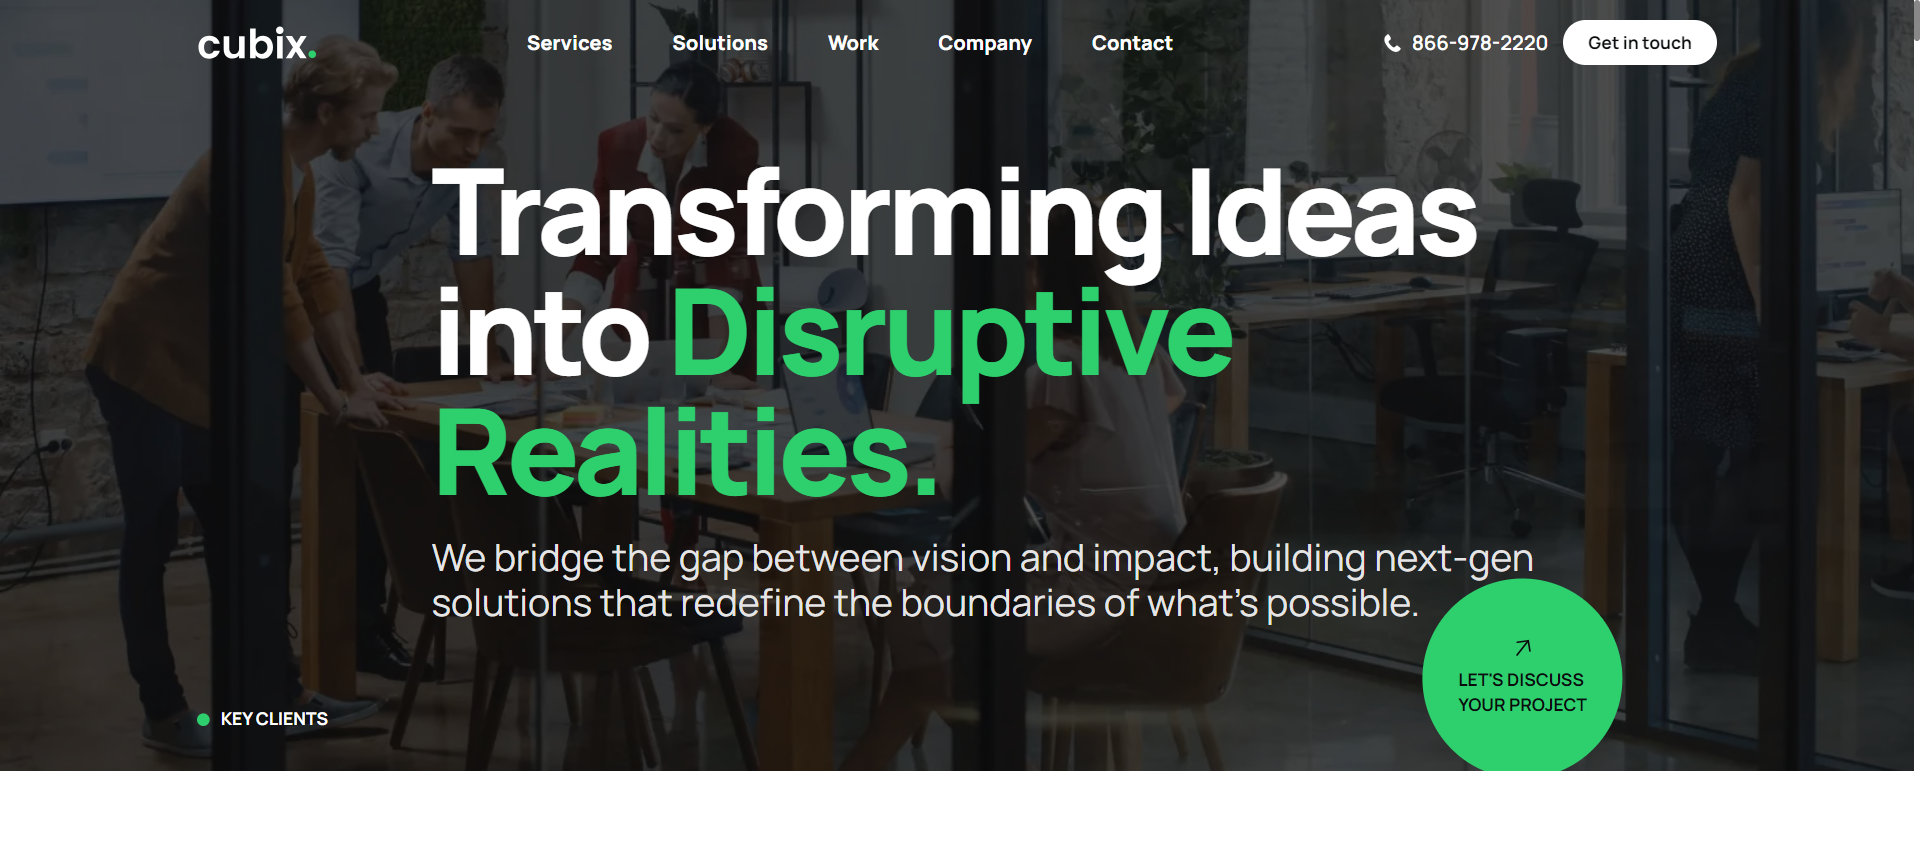 cubix.
Services
Solutions
Work
Company
Contact
866-978-2220
Get in touch
Transforming Ideas
into Disruptive
Realities.
We bridge the gap between vision and impact, building next-gen
solutions that redefine the boundaries of what's possible.
LET'S DISCUSS
YOUR PROJECT
KEY CLIENTS